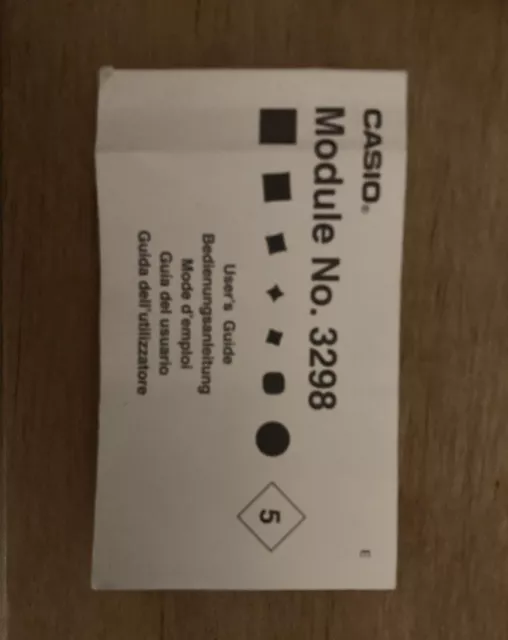 CASIO®
Module No. 3298
User's Guide
Bedienungsanleitung
Mode d'emploi
Guía del usuario
Guida dell'utilizzatore
5
E